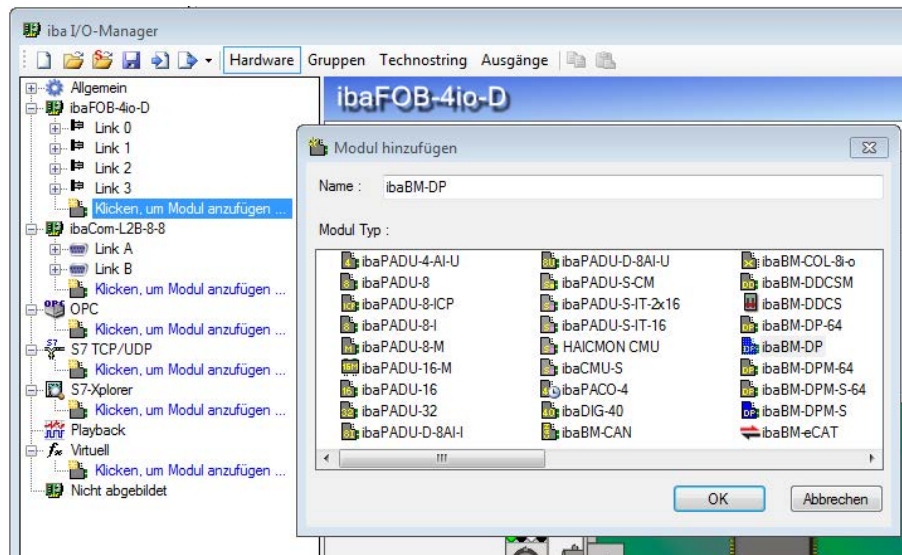 iba I/O-Manager
Hardware Gruppen Technostring Ausgänge
Allgemein
ibaFOB-4io-D
Link 0
Link 1
Link 2
Link 3
Klicken, um Modul anzufügen ...
ibaCom-L2B-8-8
Link A
Link B
Klicken, um Modul anzufügen ...
OPC
Klicken, um Modul anzufügen ...
S7 TCP/UDP
Klicken, um Modul anzufügen ...
S7-Xplorer
Klicken, um Modul anzufügen ...
Playback
Virtuell
Klicken, um Modul anzufügen ...
Nicht abgebildet
ibaFOB-4io-D
Modul hinzufügen
Name : ibaBM-DP
Modul Typ :
ibaPADU-4-AI-U ibaPADU-D-8AI-U ibaBM-COL-8i-o
ibaPADU-8 ibaPADU-S-CM ibaBM-DDCSM
ibaPADU-8-ICP ibaPADU-S-IT-2x16 ibaBM-DDCS
ibaPADU-8-I ibaPADU-S-IT-16 ibaBM-DP-64
ibaPADU-8-M HAICMON CMU ibaBM-DP
ibaPADU-16-M ibaCMU-S ibaBM-DPM-64
ibaPADU-16 ibaPACO-4 ibaBM-DPM-S-64
ibaPADU-32 ibaDIG-40 ibaBM-DPM-S
ibaPADU-D-8AI-I ibaBM-CAN ibaBM-eCAT
OK Abbrechen